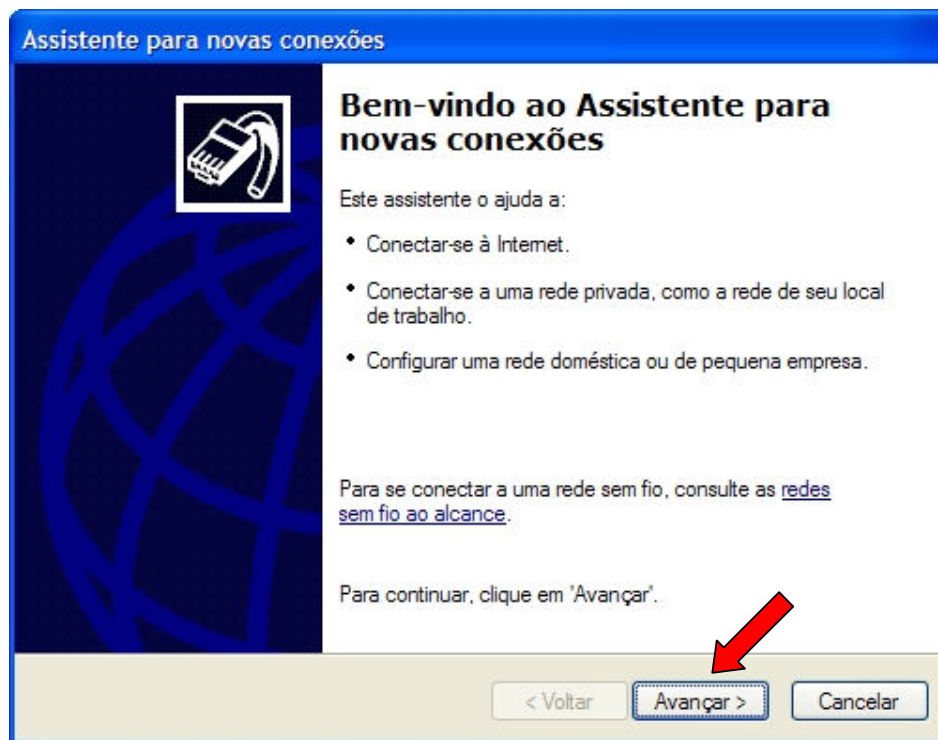 Assistente para novas conexões
Bem-vindo ao Assistente para
novas conexões
Este assistente o ajuda a:
• Conectar-se à Internet.
• Conectar-se a uma rede privada, como a rede de seu local
de trabalho.
• Configurar uma rede doméstica ou de pequena empresa.
Para se conectar a uma rede sem fio, consulte as redes
sem fio ao alcance.
Para continuar, clique em 'Avançar'.
< Voltar Avançar > Cancelar